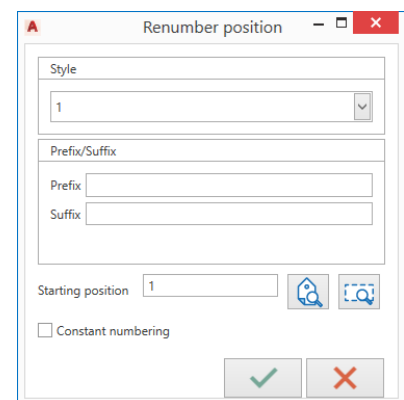 A Renumber position
Style
1
Prefix/Suffix
Prefix
Suffix
Starting position 1
Constant numbering